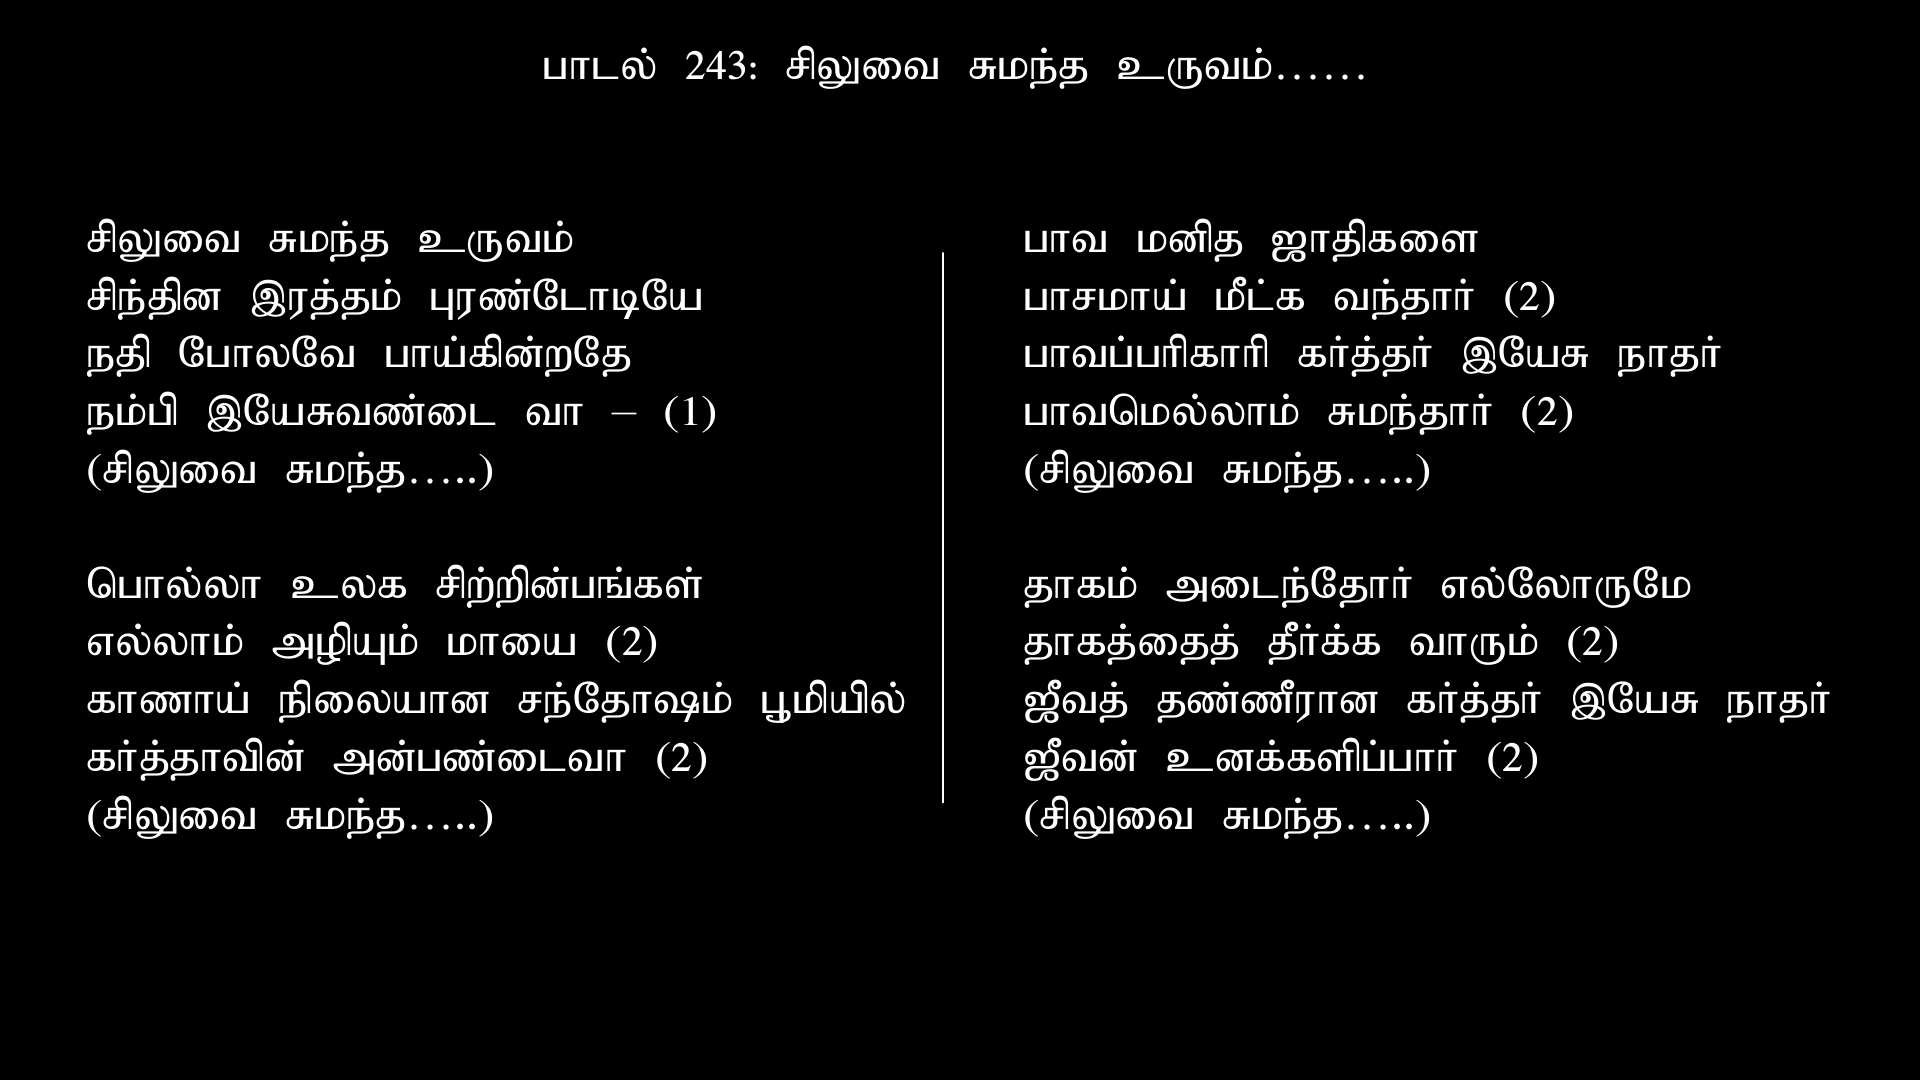 பாடல் 243: சிலுவை சுமந்த உருவம்......
சிலுவை சுமந்த உருவம்
சிந்தின இரத்தம் புரண்டோடியே
நதி போலவே பாய்கின்றதே
நம்பி இயேசுவண்டை வா – (1)
(சிலுவை சுமந்த.....)
பொல்லா உலக சிற்றின்பங்கள்
எல்லாம் அழியும் மாயை (2)
காணாய் நிலையான சந்தோஷம் பூமியில்
கர்த்தாவின் அன்பண்டைவா (2)
(சிலுவை சுமந்த.....)
பாவ மனித ஜாதிகளை
பாசமாய் மீட்க வந்தார் (2)
பாவப்பரிகாரி கர்த்தர் இயேசு நாதர்
பாவமெல்லாம் சுமந்தார் (2)
(சிலுவை சுமந்த.....)
தாகம் அடைந்தோர் எல்லோருமே
தாகத்தைத் தீர்க்க வாரும் (2)
ஜீவத் தண்ணீரான கர்த்தர் இயேசு நாதர்
ஜீவன் உனக்களிப்பார் (2)
(சிலுவை சுமந்த.....)